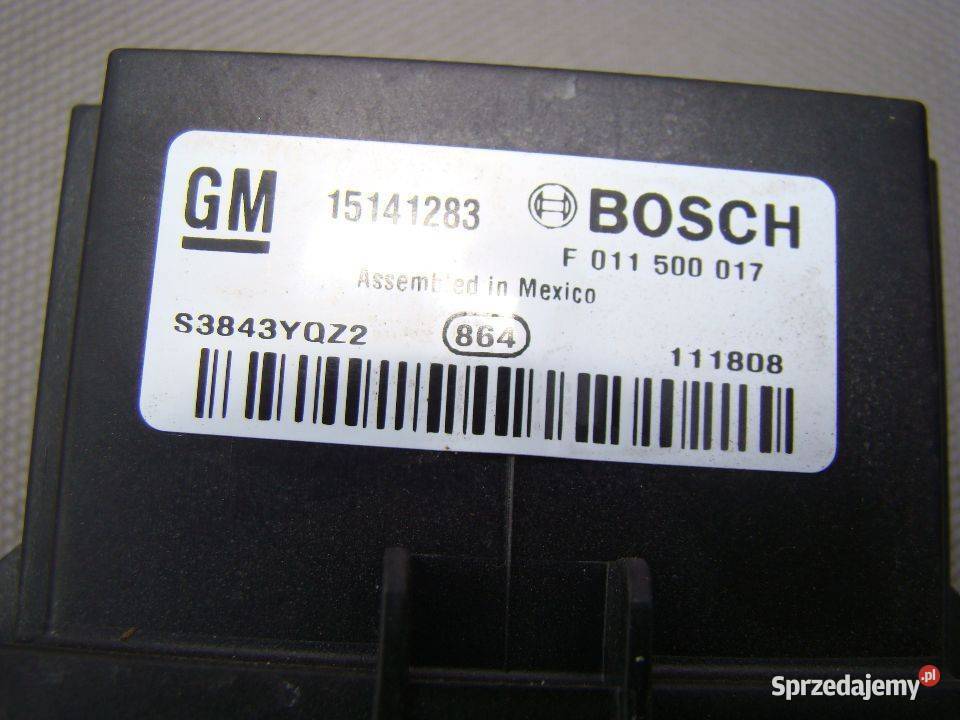 GM 15141283 BOSCH
F 011 500 017
Assembled in Mexico
S3843YQZ2 864 111808
Sprzedajemy.pl